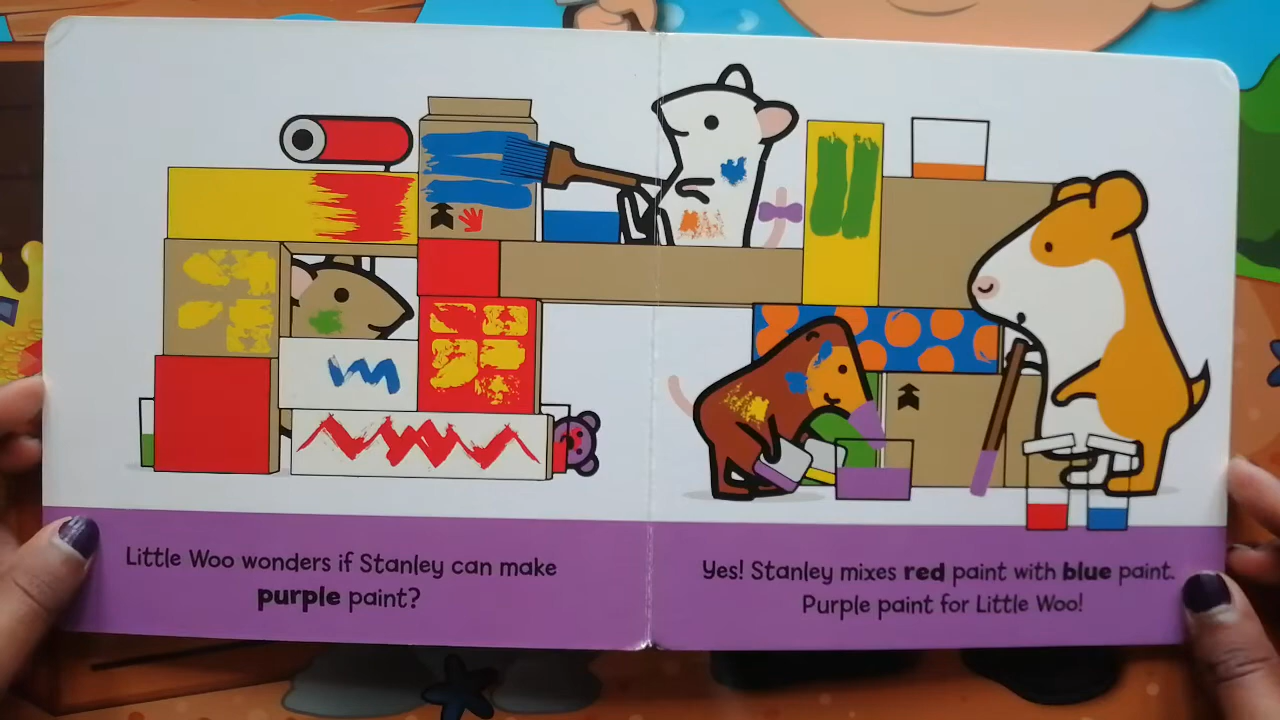 Little Woo wonders if Stanley can make
purple paint?
Yes! Stanley mixes red paint with blue paint.
Purple paint for Little Woo!